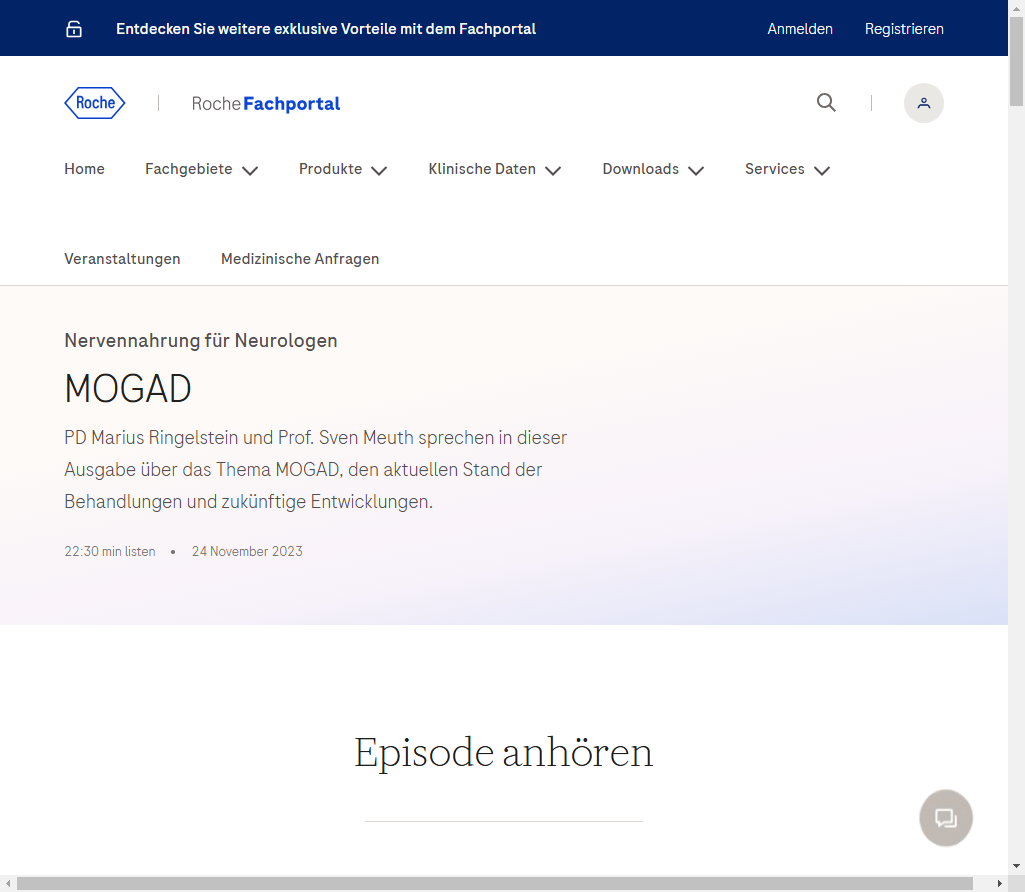 Entdecken Sie weitere exklusive Vorteile mit dem Fachportal
Anmelden
Registrieren
Roche
Roche Fachportal
Home
Fachgebiete
Produkte
Klinische Daten
Downloads
Services
Veranstaltungen
Medizinische Anfragen
Nervennahrung für Neurologen
MOGAD
PD Marius Ringelstein und Prof. Sven Meuth sprechen in dieser
Ausgabe über das Thema MOGAD, den aktuellen Stand der
Behandlungen und zukünftige Entwicklungen.
22:30 min listen • 24 November 2023
Episode anhören